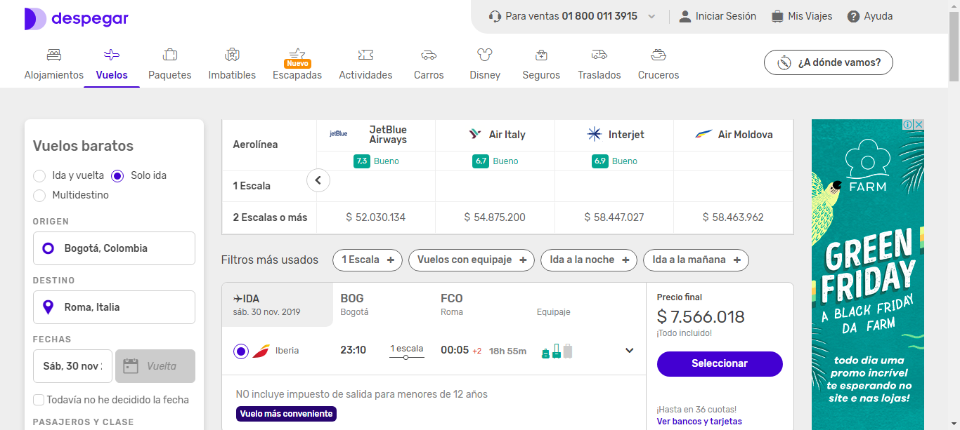 despegar
Para ventas 01 800 011 3915
Iniciar Sesión
Mis Viajes
Ayuda
Alojamientos
Vuelos
Paquetes
Imbatibles
Nuevo
Escapadas
Actividades
Carros
Disney
Seguros
Traslados
Cruceros
¿A dónde vamos?
Vuelos baratos
Ida y vuelta
Solo ida
Multidestino
ORIGEN
Bogotá, Colombia
DESTINO
Roma, Italia
FECHAS
Sáb, 30 nov
Vuelta
Todavía no he decidido la fecha
PASAJEROS Y CLASE
Aerolínea
jetBlue
JetBlue
Airways
Air Italy
Interjet
Air Moldova
7,3 Bueno
6,7 Bueno
6,9 Bueno
1 Escala
2 Escalas o más
$ 52.030.134
$ 54.875.200
$ 58.447.027
$ 58.463.962
Filtros más usados
1 Escala +
Vuelos con equipaje +
Ida a la noche +
Ida a la mañana +
IDA
BOG
FCO
sáb. 30 nov. 2019
Bogotá
Roma
Equipaje
Iberia
23:10
1 escala
00:05 +2
18h 55m
NO incluye impuesto de salida para menores de 12 años
Vuelo más conveniente
Precio final
$ 7.566.018
¡Todo incluido!
Seleccionar
¡Hasta en 36 cuotas!
Ver bancos y tarjetas
FARM
GREEN
FRIDAY
A BLACK FRIDAY
DA FARM
todo dia uma
promo incrível
te esperando no
site e nas lojas!